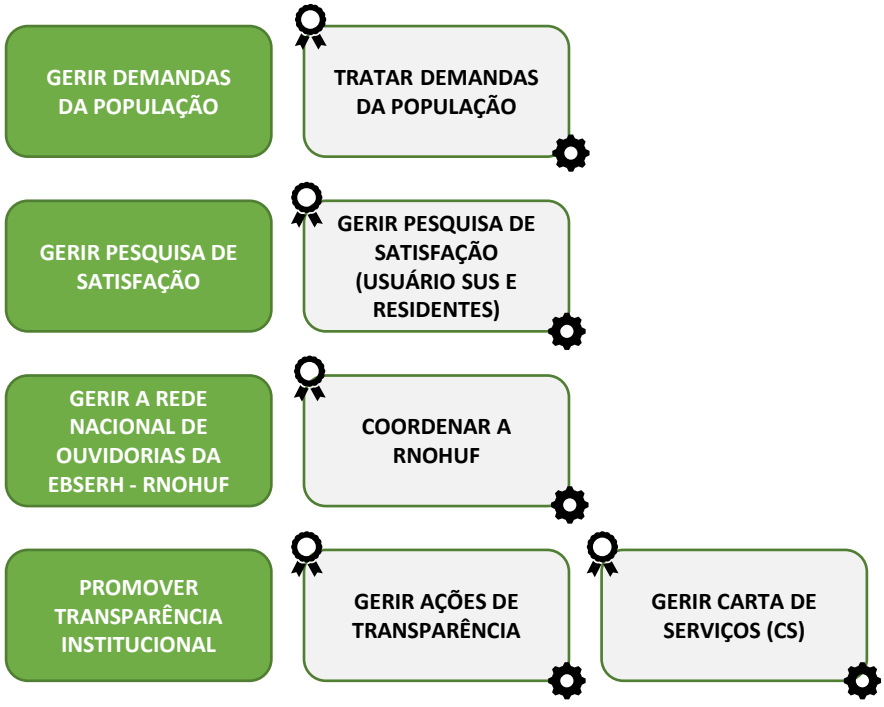 GERIR DEMANDAS
DA POPULAÇÃO
TRATAR DEMANDAS
DA POPULAÇÃO
GERIR PESQUISA DE
SATISFAÇÃO
GERIR PESQUISA DE
SATISFAÇÃO
(USUÁRIO SUS E
RESIDENTES)
GERIR A REDE
NACIONAL DE
OUVIDORIAS DA
EBSERH - RNOHUF
COORDENAR A
RNOHUF
PROMOVER
TRANSPARÊNCIA
INSTITUCIONAL
GERIR AÇÕES DE
TRANSPARÊNCIA
GERIR CARTA DE
SERVIÇOS (CS)